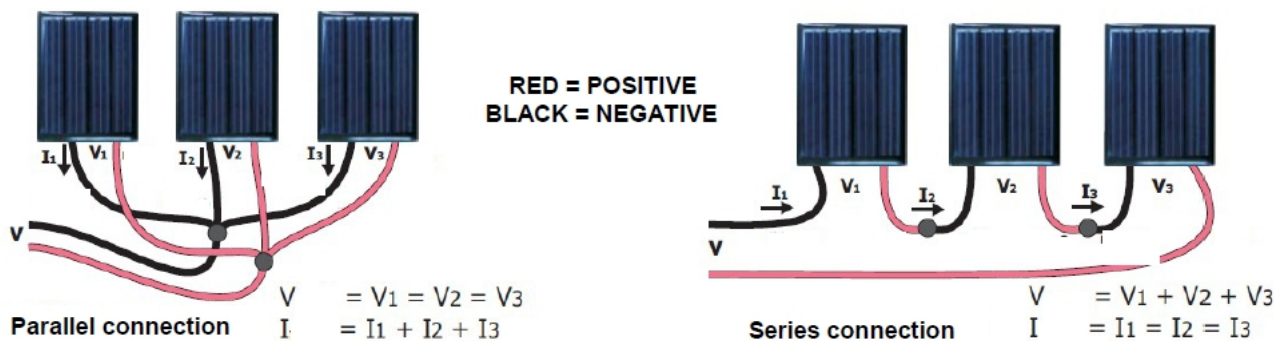 RED = POSITIVE
BLACK = NEGATIVE
I1 V1 I2 V2 I3 V3
V
V = V1 = V2 = V3
Parallel connection I = I1 + I2 + I3
I1 V1 I2 V2 I3 V3
V
V = V1 + V2 + V3
Series connection I = I1 = I2 = I3